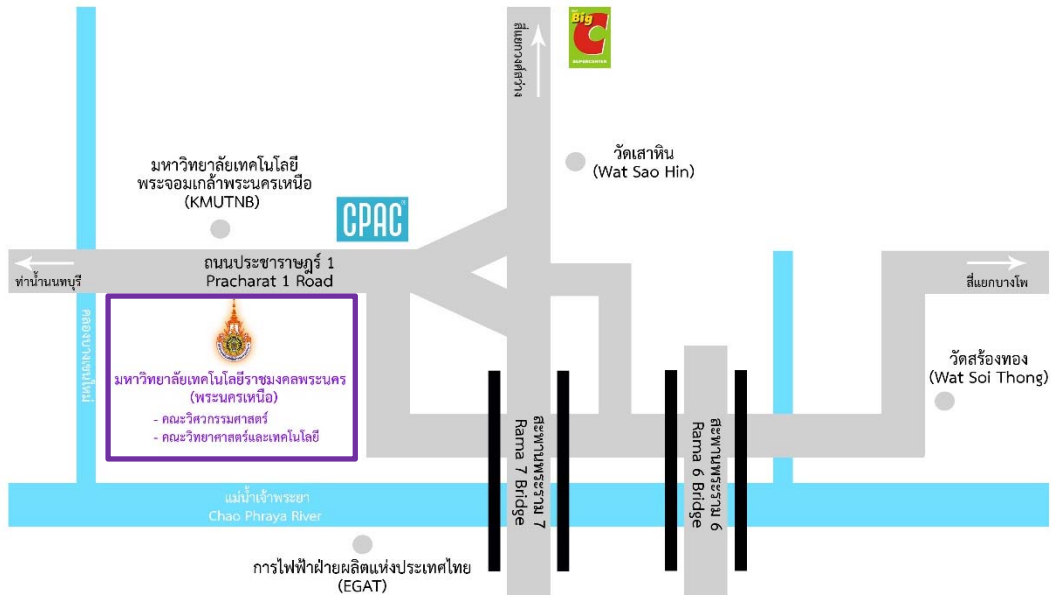 Big
C
SUPERCENTER
สี่แยกวงศ์สว่าง
วัดเสาหิน
(Wat Sao Hin)
มหาวิทยาลัยเทคโนโลยี
พระจอมเกล้าพระนครเหนือ
(KMUTNB)
CPAC
ถนนประชาราษฎร์ 1
Pracharat 1 Road
ท่าน้ำนนทบุรี
สี่แยกบางโพ
คลองบางเขนใหม่
มหาวิทยาลัยเทคโนโลยีราชมงคลพระนคร
(พระนครเหนือ)
- คณะวิศวกรรมศาสตร์
- คณะวิทยาศาสตร์และเทคโนโลยี
วัดสร้องทอง
(Wat Soi Thong)
สะพานพระราม 7
Rama 7 Bridge
สะพานพระราม 6
Rama 6 Bridge
แม่น้ำเจ้าพระยา
Chao Phraya River
การไฟฟ้าฝ่ายผลิตแห่งประเทศไทย
(EGAT)